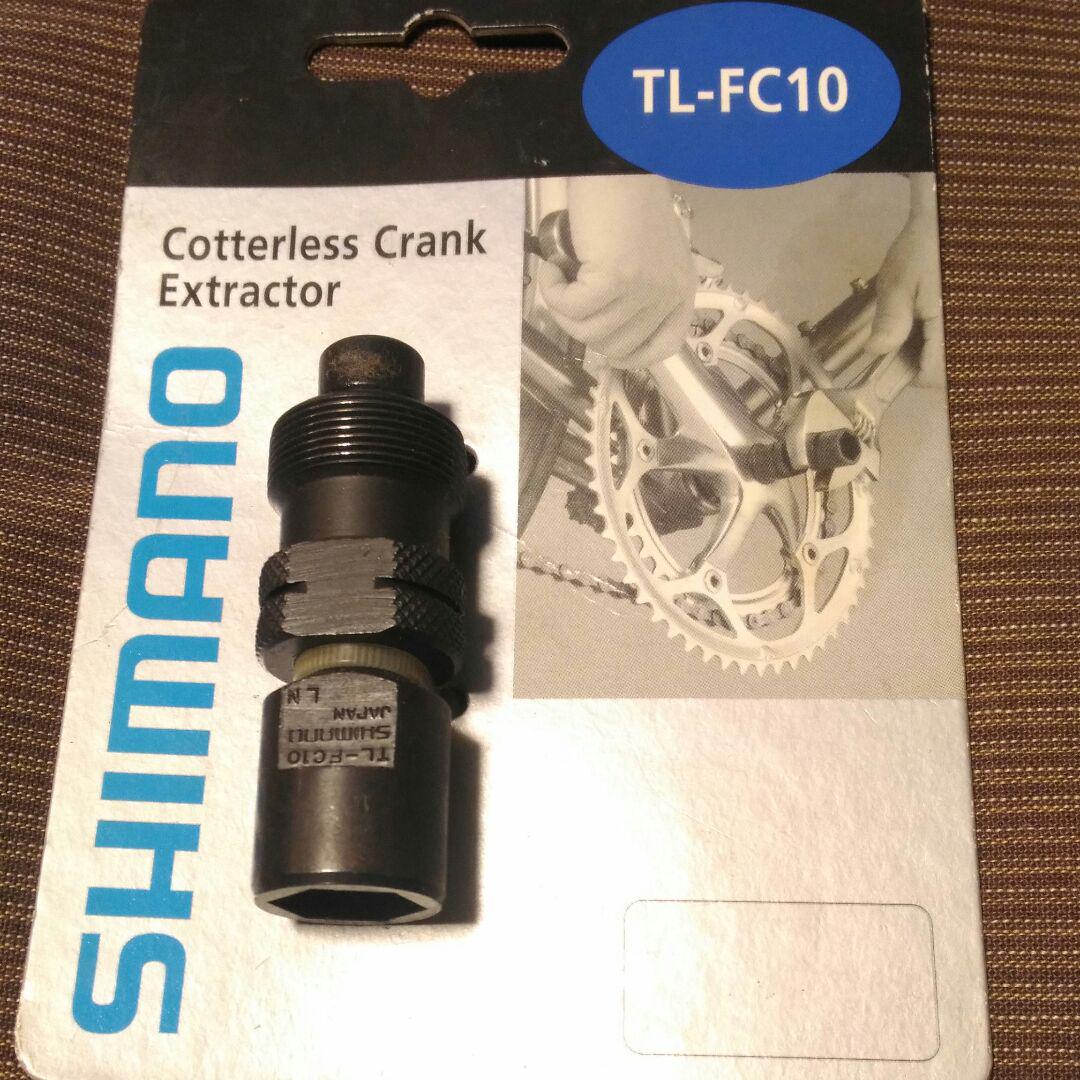 TL-FC10
Cotterless Crank
Extractor
SHIMANO
L N
JAPAN
SHIMANO
TL-FC10